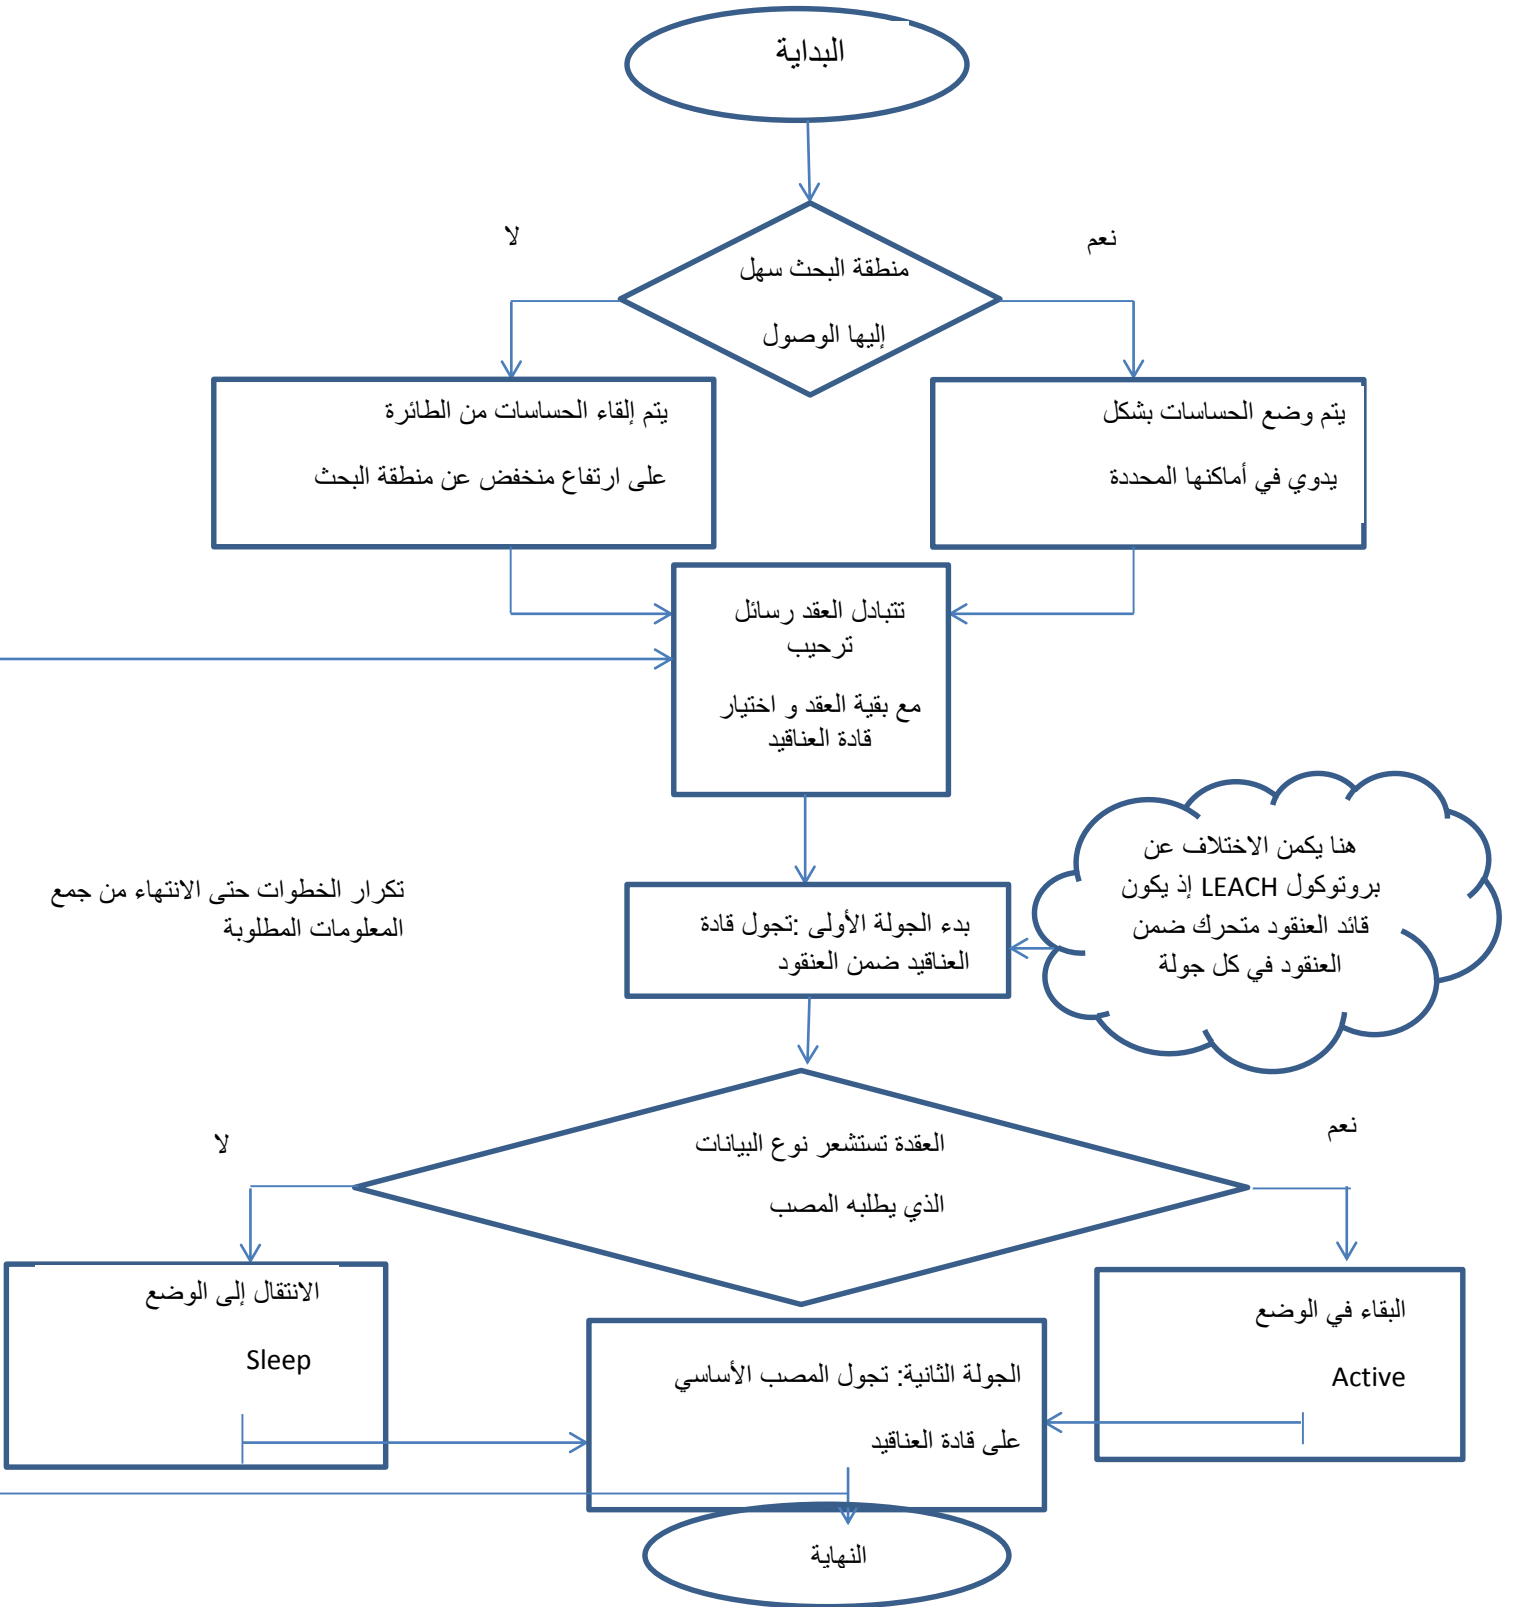 البداية
نعم
لا
منطقة البحث سهل
إليها الوصول
يتم وضع الحساسات بشكل
يدوي في أماكنها المحددة
يتم إلقاء الحساسات من الطائرة
على ارتفاع منخفض عن منطقة البحث
تتبادل العقد رسائل
ترحيب
مع بقية العقد و اختيار
قادة العناقيد
هنا يكمن الاختلاف عن
بروتوكول LEACH إذ يكون
قائد العنقود متحرك ضمن
العنقود في كل جولة
بدء الجولة الأولى :تجول قادة
العناقيد ضمن العنقود
تكرار الخطوات حتى الانتهاء من جمع
المعلومات المطلوبة
نعم
لا
العقدة تستشعر نوع البيانات
الذي يطلبه المصب
البقاء في الوضع
Active
الانتقال إلى الوضع
Sleep
الجولة الثانية: تجول المصب الأساسي
على قادة العناقيد
النهاية